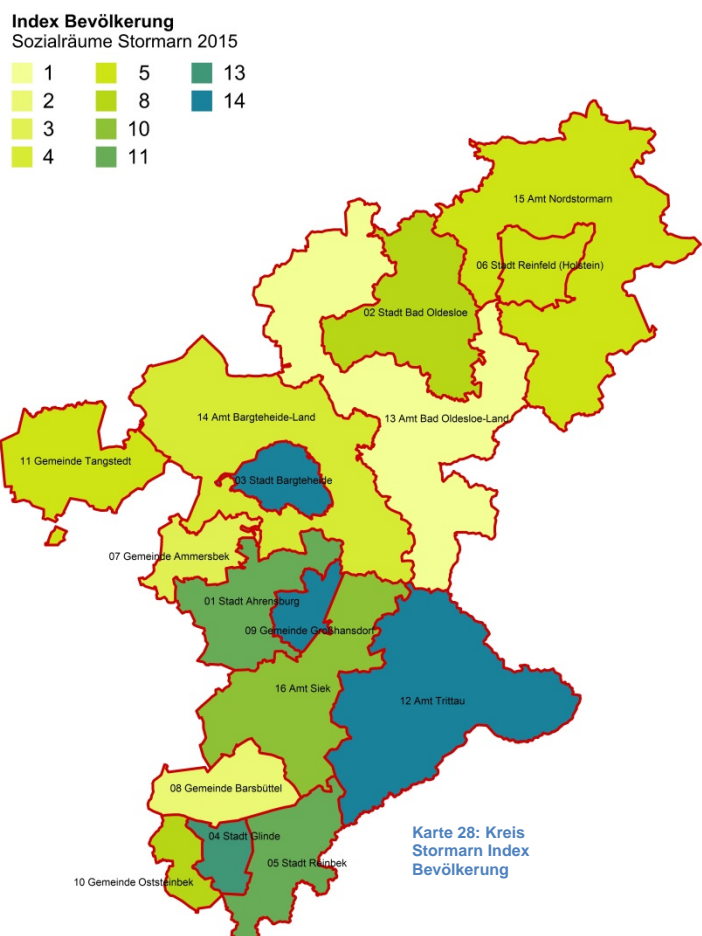 Index Bevölkerung
Sozialräume Stormarn 2015
1
5
13
2
8
14
3
10
4
11
15 Amt Nordstormarn
06 Stadt Reinfeld (Holstein)
02 Stadt Bad Oldesloe
14 Amt Bargteheide-Land
13 Amt Bad Oldesloe-Land
11 Gemeinde Tangstedt
03 Stadt Bargteheide
07 Gemeinde Ammersbek
01 Stadt Ahrensburg
09 Gemeinde Großhansdorf
16 Amt Siek
12 Amt Trittau
08 Gemeinde Barsbüttel
04 Stadt Glinde
05 Stadt Reinbek
10 Gemeinde Oststeinbek
Karte 28: Kreis
Stormarn Index
Bevölkerung